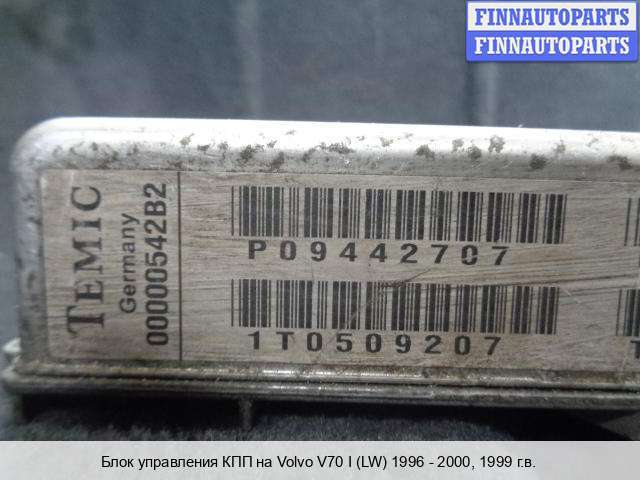 FINNAUTOPARTS
FINNAUTOPARTS
TEMIC
Germany
00000542B2
P09442707
1T0509207
Блок управления КПП на Volvo V70 I (LW) 1996 - 2000, 1999 г.в.